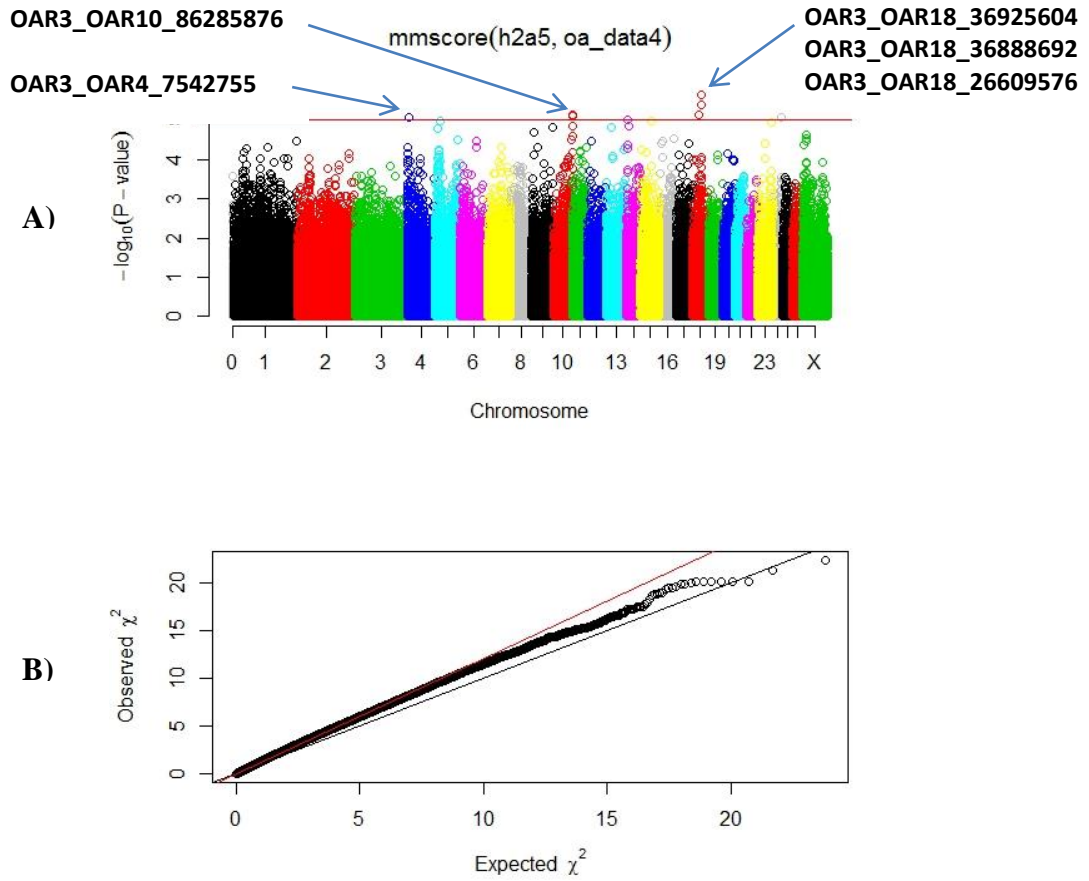 OAR3_OAR10_86285876
OAR3_OAR4_7542755
mmscore(h2a5, oa_data4)
OAR3_OAR18_36925604
OAR3_OAR18_36888692
OAR3_OAR18_26609576
A)
−log10(P − value)
4
3
2
1
0
0 1 2 3 4 6 8 10 13 16 19 23 X
Chromosome
B)
Observed χ²
20
15
10
5
0
0 5 10 15 20
Expected χ²